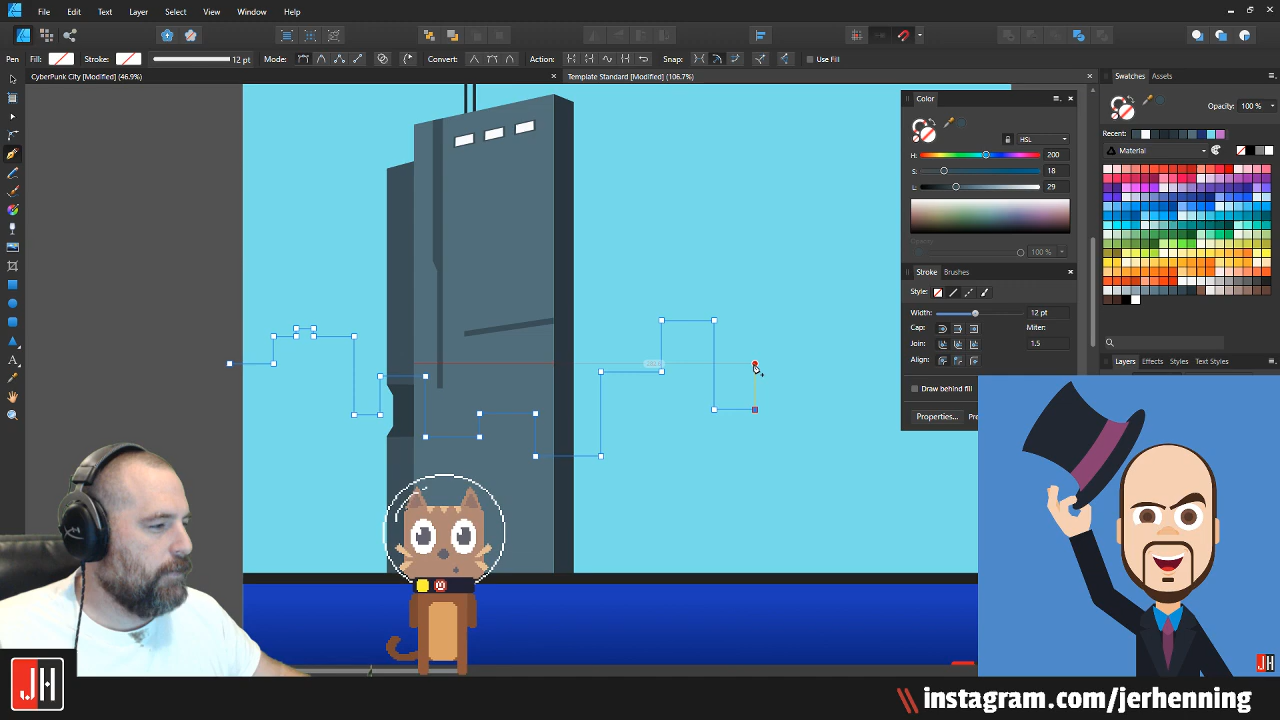 File Edit Text Layer Select View Window Help
Pen Fill: Stroke: 12 pt Mode: Convert: Action: Snap: Use Fill
CyberPunk City [Modified] (46.9%) Template Standard [Modified] (106.7%)
Swatches Assets
Opacity: 100 %
Recent:
Material
Color
HSL
H: 200
S: 18
L: 29
Opacity
100 %
Stroke Brushes
Style:
Width: 12 pt
Cap: Miter:
Join: 1.5
Align:
Draw behind fill
Properties...
Layers Effects Styles Text Styles
JH
JH
instagram.com/jerhenning